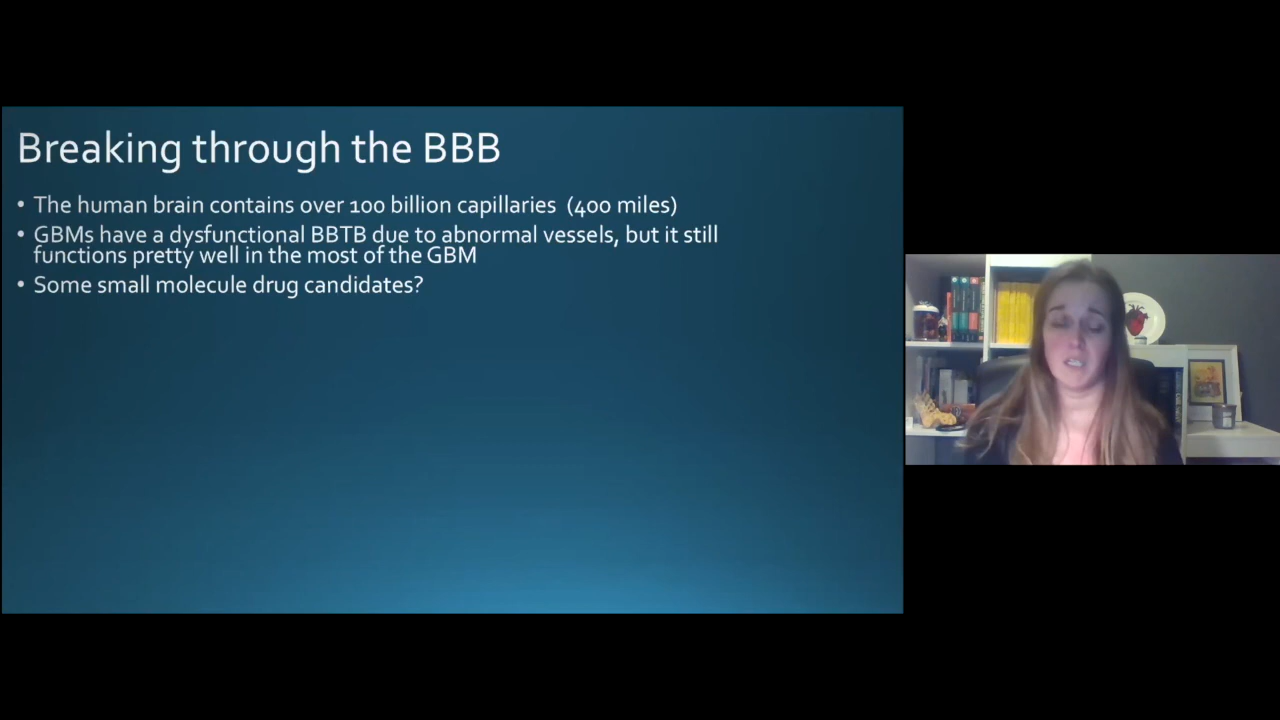 Breaking through the BBB
• The human brain contains over 100 billion capillaries (400 miles)
• GBMs have a dysfunctional BBTB due to abnormal vessels, but it still
functions pretty well in the most of the GBM
• Some small molecule drug candidates?